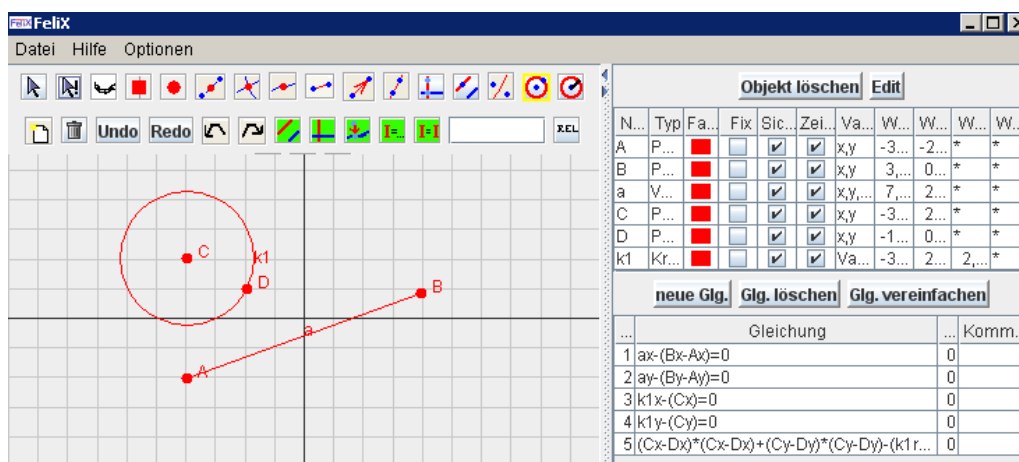 FeliX FeliX
Datei Hilfe Optionen
Objekt löschen Edit
Undo Redo I=.. I=I REL
N... Typ Fa... Fix Sic... Zei... Va... W... W... W... W...
A P... x,y -3... -2... * *
B P... x,y 3,... 0... * *
a V... x,y,... 7,... 2... * *
C P... x,y -3... 2... * *
D P... x,y -1... 0... * *
k1 Kr... Va... -3... 2... 2,... *
neue Glg. Glg. löschen Glg. vereinfachen
... Gleichung ... Komm.
1 ax-(Bx-Ax)=0 0
2 ay-(By-Ay)=0 0
3 k1x-(Cx)=0 0
4 k1y-(Cy)=0 0
5 (Cx-Dx)*(Cx-Dx)+(Cy-Dy)*(Cy-Dy)-(k1r... 0
C
k1
D
B
a
A